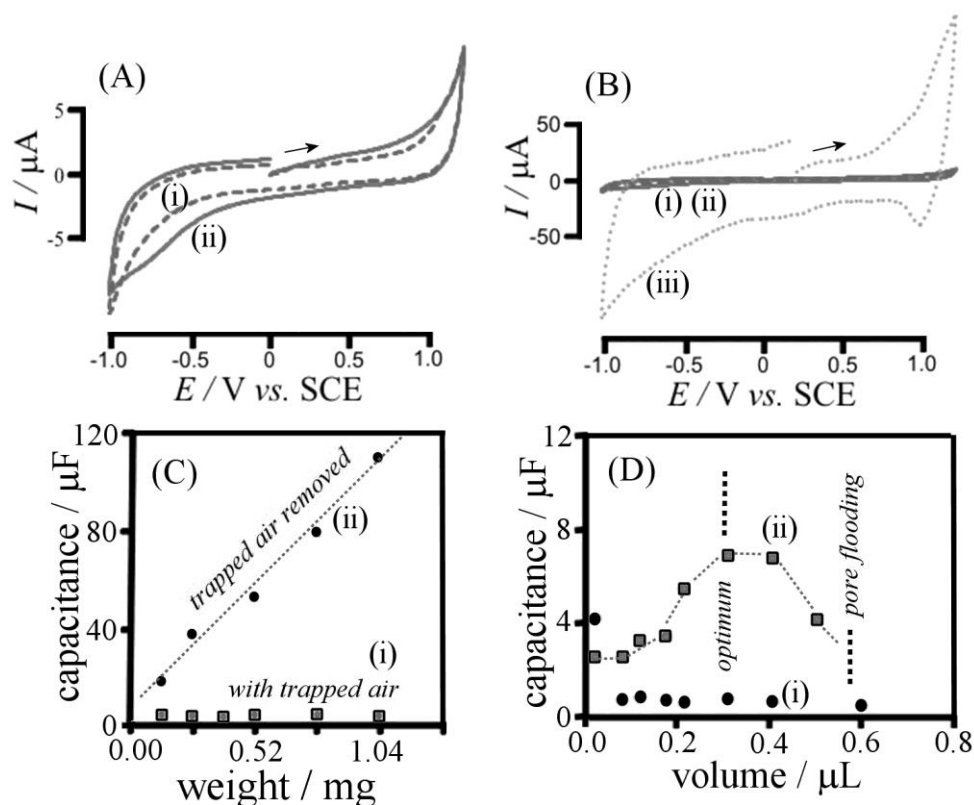 (A)
5
0
-5
I / μA
(i)
(ii)
-1.0 -0.5 0 0.5 1.0
E / V vs. SCE
(B)
50
0
-50
I / μA
(i) (ii)
(iii)
-1.0 -0.5 0 0.5 1.0
E / V vs. SCE
(C)
120
80
40
0
capacitance / μF
trapped air removed
(ii)
(i)
with trapped air
0.00 0.52 1.04
weight / mg
(D)
12
8
4
0
capacitance / μF
optimum
(ii)
pore flooding
(i)
0 0.2 0.4 0.6 0.8
volume / μL